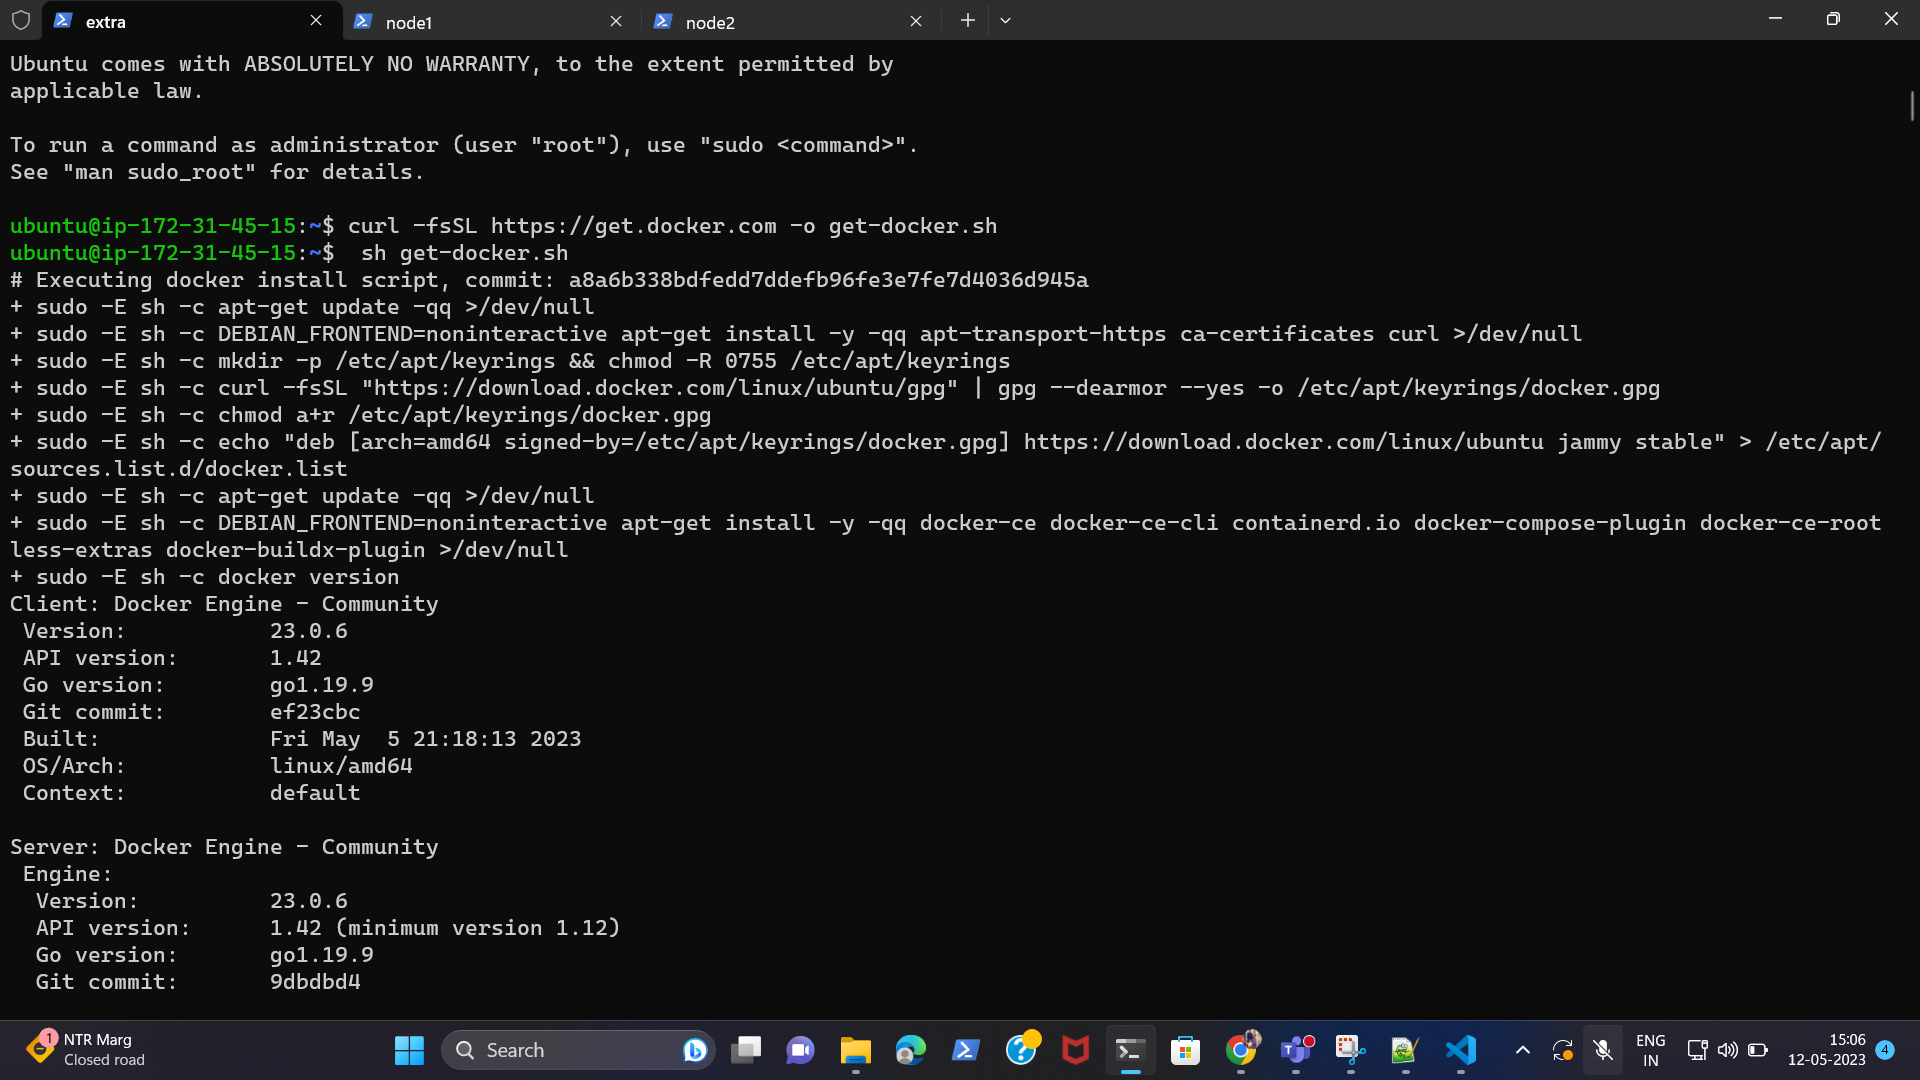 extra
node1
node2
Ubuntu comes with ABSOLUTELY NO WARRANTY, to the extent permitted by
applicable law.
To run a command as administrator (user "root"), use "sudo <command>".
See "man sudo_root" for details.
ubuntu@ip-172-31-45-15:~$ curl -fsSL https://get.docker.com -o get-docker.sh
ubuntu@ip-172-31-45-15:~$  sh get-docker.sh
# Executing docker install script, commit: a8a6b338bdfedd7ddefb96fe3e7fe7d4036d945a
+ sudo -E sh -c apt-get update -qq >/dev/null
+ sudo -E sh -c DEBIAN_FRONTEND=noninteractive apt-get install -y -qq apt-transport-https ca-certificates curl >/dev/null
+ sudo -E sh -c mkdir -p /etc/apt/keyrings && chmod -R 0755 /etc/apt/keyrings
+ sudo -E sh -c curl -fsSL "https://download.docker.com/linux/ubuntu/gpg" | gpg --dearmor --yes -o /etc/apt/keyrings/docker.gpg
+ sudo -E sh -c chmod a+r /etc/apt/keyrings/docker.gpg
+ sudo -E sh -c echo "deb [arch=amd64 signed-by=/etc/apt/keyrings/docker.gpg] https://download.docker.com/linux/ubuntu jammy stable" > /etc/apt/
sources.list.d/docker.list
+ sudo -E sh -c apt-get update -qq >/dev/null
+ sudo -E sh -c DEBIAN_FRONTEND=noninteractive apt-get install -y -qq docker-ce docker-ce-cli containerd.io docker-compose-plugin docker-ce-root
less-extras docker-buildx-plugin >/dev/null
+ sudo -E sh -c docker version
Client: Docker Engine - Community
 Version:           23.0.6
 API version:       1.42
 Go version:        go1.19.9
 Git commit:        ef23cbc
 Built:             Fri May  5 21:18:13 2023
 OS/Arch:           linux/amd64
 Context:           default
Server: Docker Engine - Community
 Engine:
  Version:          23.0.6
  API version:      1.42 (minimum version 1.12)
  Go version:       go1.19.9
  Git commit:       9dbdbd4
1
NTR Marg
Closed road
Search
ENG
IN
15:06
12-05-2023
4